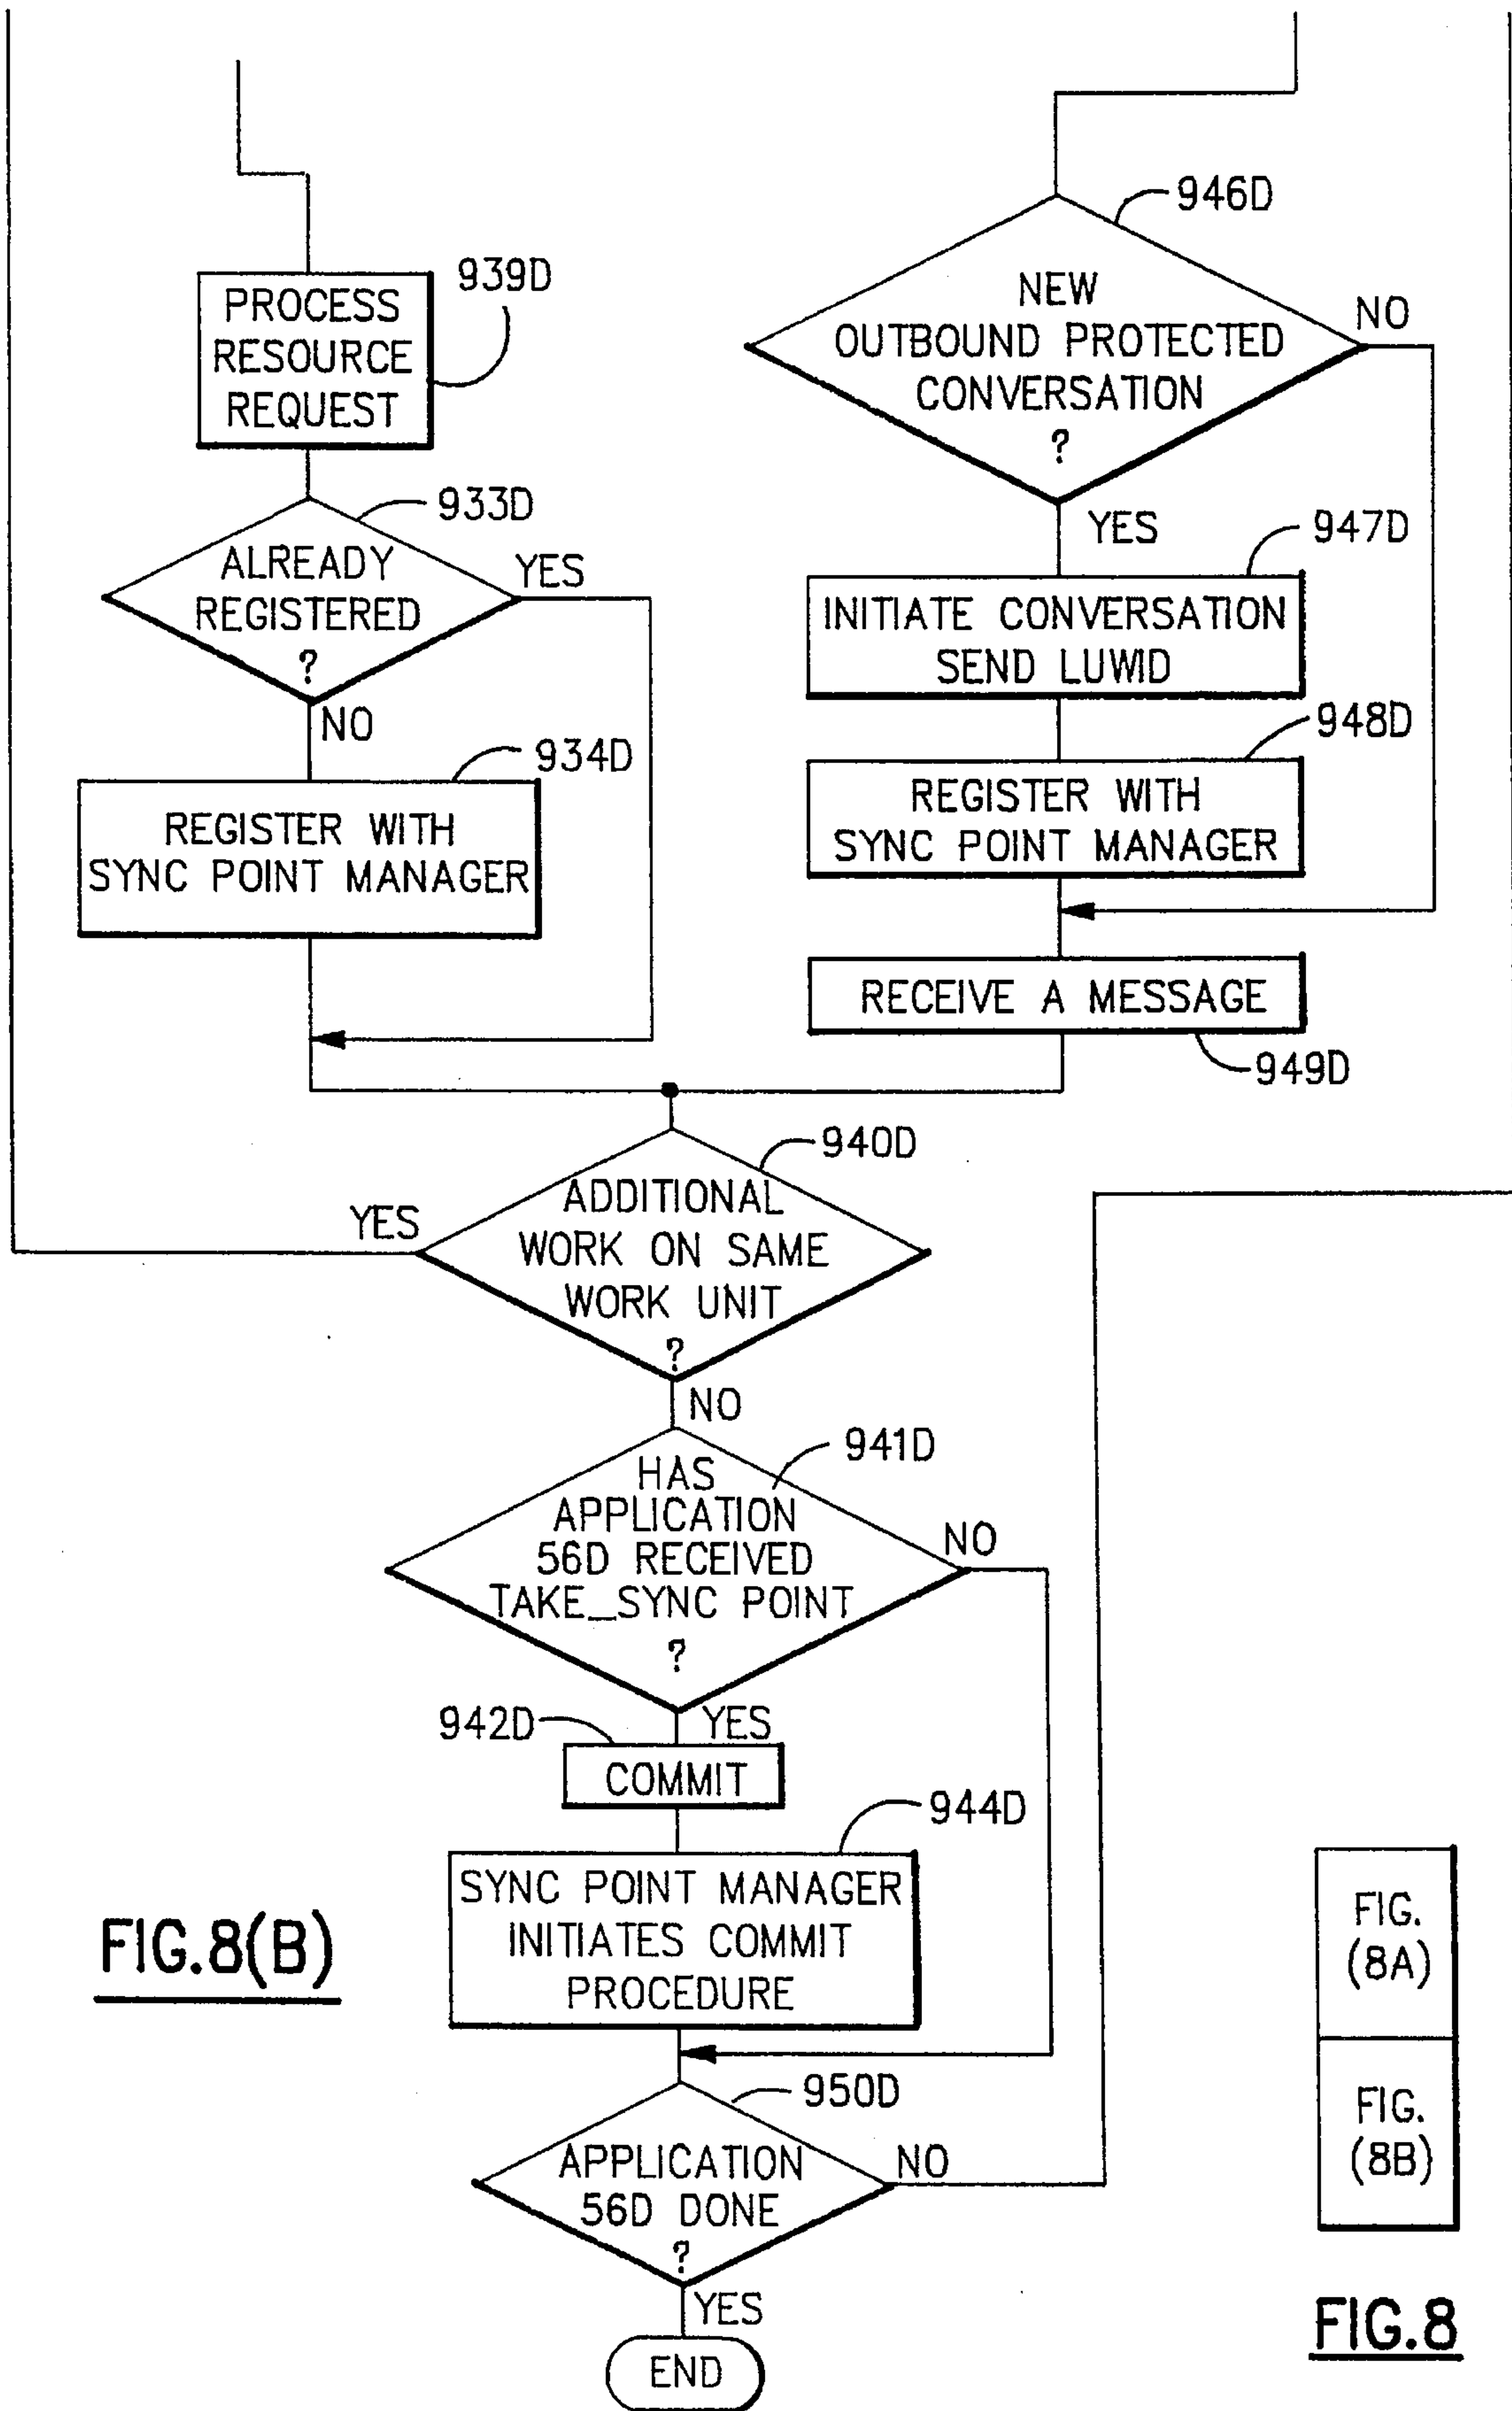 939D
PROCESS
RESOURCE
REQUEST
933D
ALREADY
REGISTERED
?
YES
NO
934D
REGISTER WITH
SYNC POINT MANAGER
946D
NEW
OUTBOUND PROTECTED
CONVERSATION
?
NO
YES
947D
INITIATE CONVERSATION
SEND LUWID
948D
REGISTER WITH
SYNC POINT MANAGER
RECEIVE A MESSAGE
949D
940D
ADDITIONAL
WORK ON SAME
WORK UNIT
?
YES
NO
941D
HAS
APPLICATION
56D RECEIVED
TAKE_SYNC POINT
?
NO
YES
942D
COMMIT
944D
SYNC POINT MANAGER
INITIATES COMMIT
PROCEDURE
950D
APPLICATION
56D DONE
?
NO
YES
END
FIG.8(B)
FIG.
(8A)
FIG.
(8B)
FIG.8